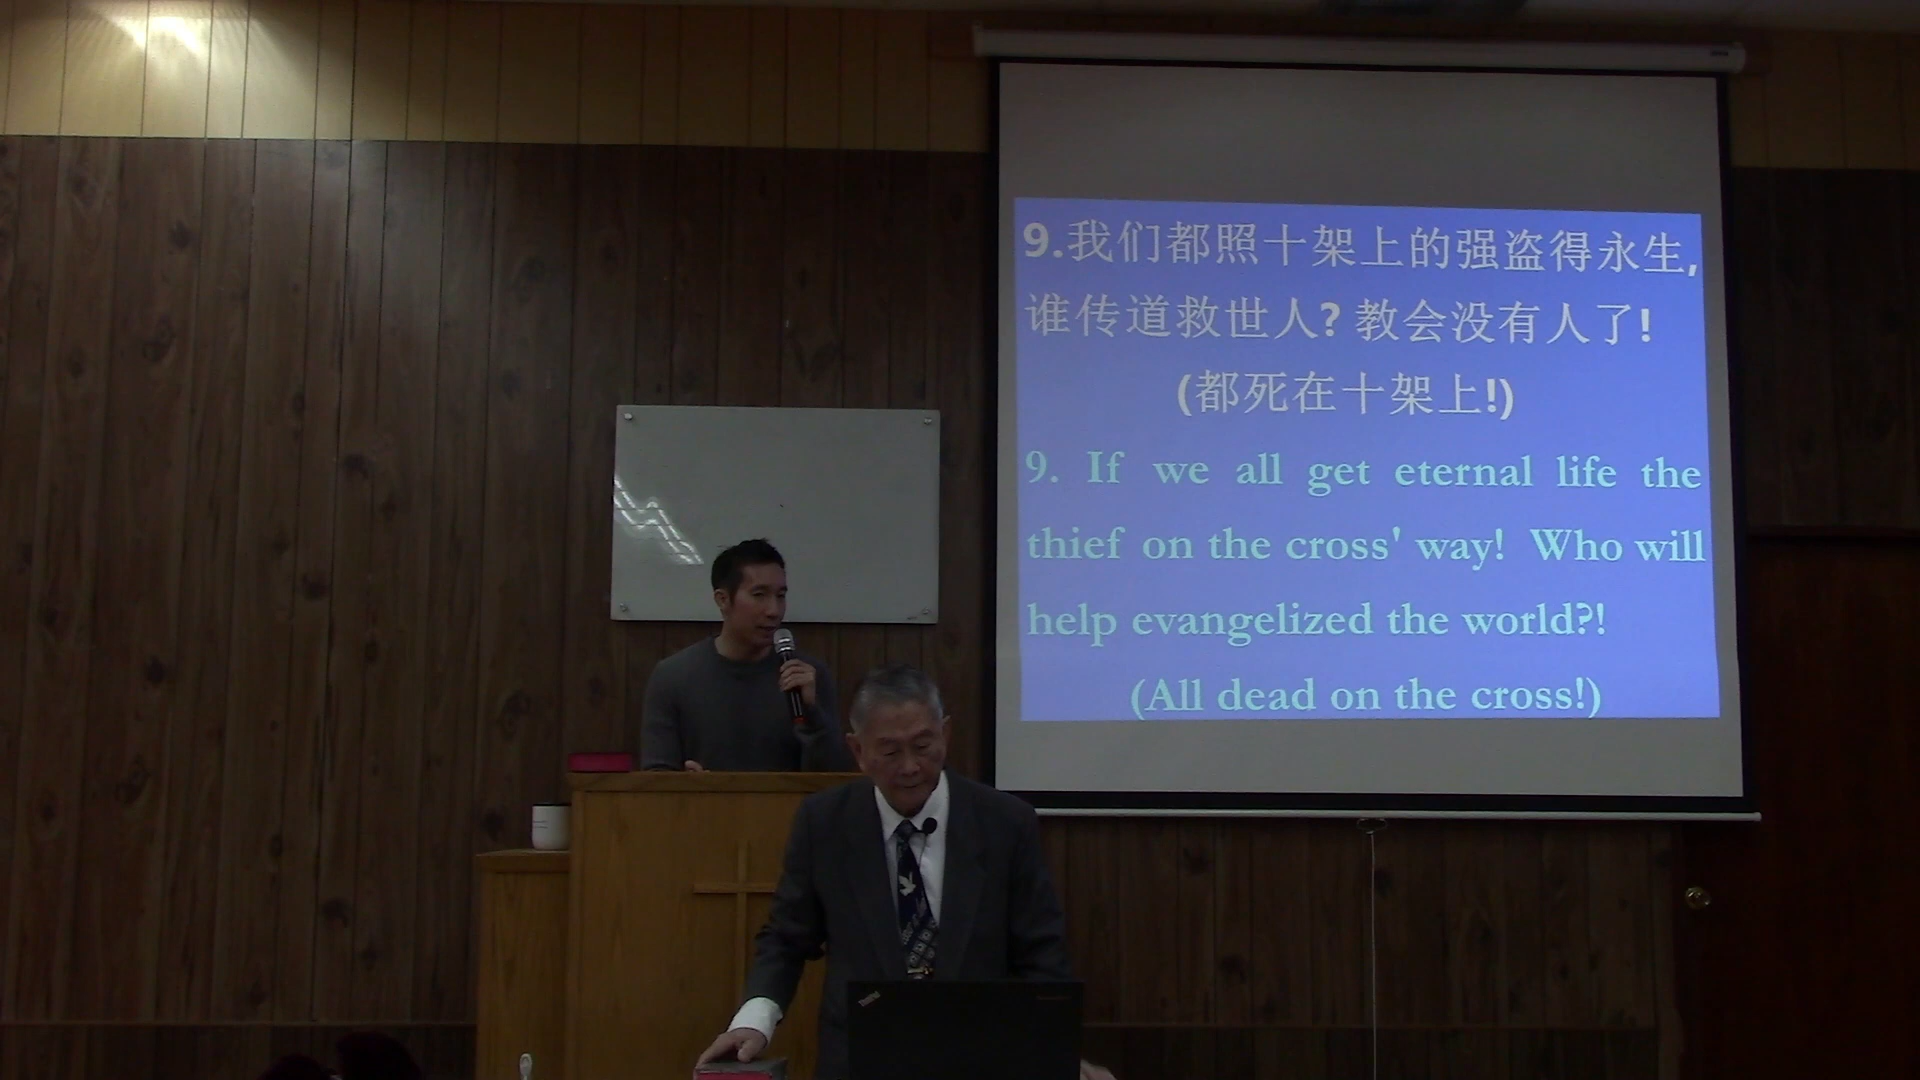 9.我们都照十架上的强盗得永生,
谁传道救世人? 教会没有人了!
(都死在十架上!)
9. If we all get eternal life the
thief on the cross' way! Who will
help evangelized the world?!
(All dead on the cross!)
ThinkPad